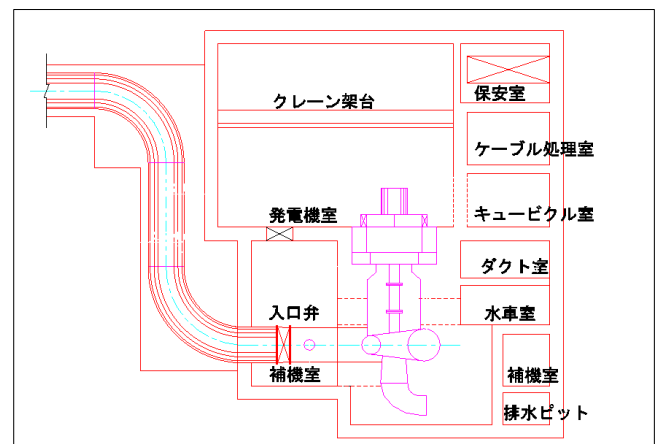 クレーン架台
保安室
ケーブル処理室
発電機室
キュービクル室
ダクト室
入口弁
水車室
補機室
補機室
排水ピット